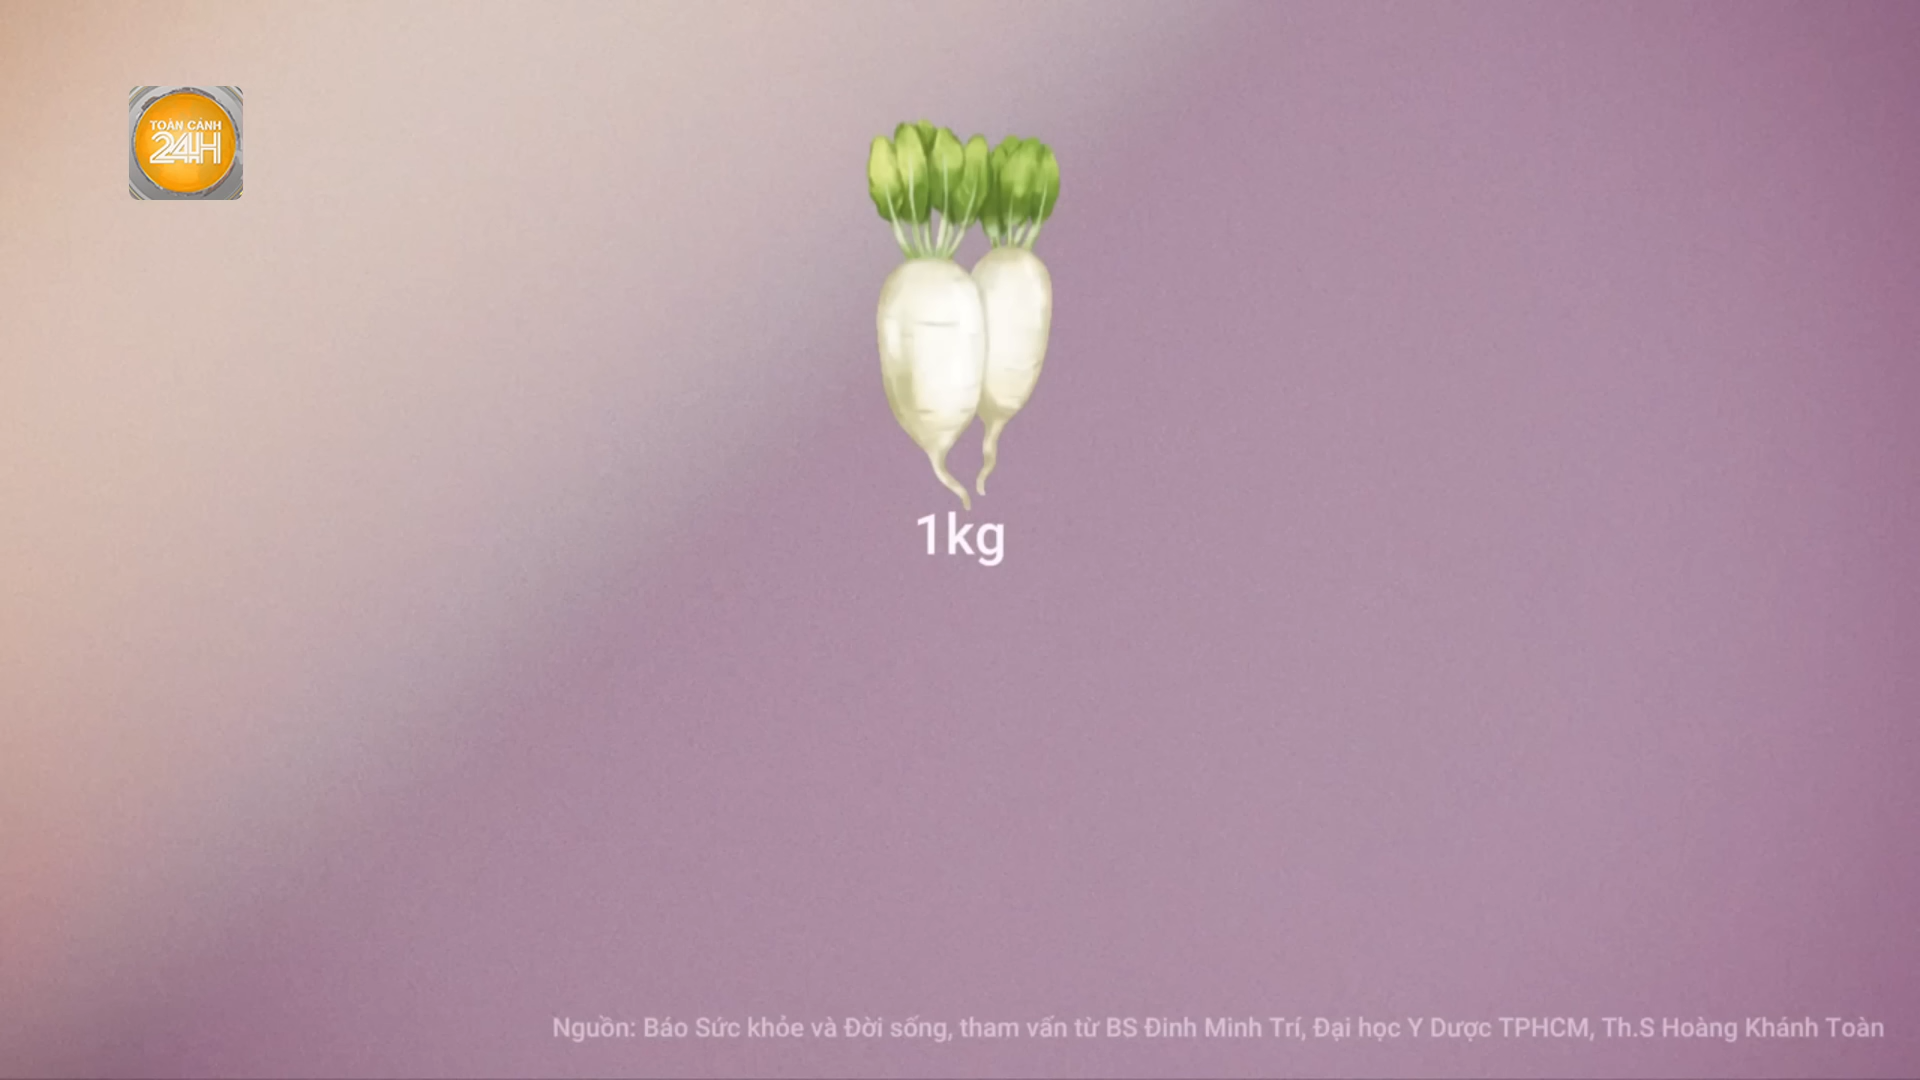 TOÀN CẢNH
24H
1kg
Nguồn: Báo Sức khỏe và Đời sống, tham vấn từ BS Đinh Minh Trí, Đại học Y Dược TPHCM, Th.S Hoàng Khánh Toàn